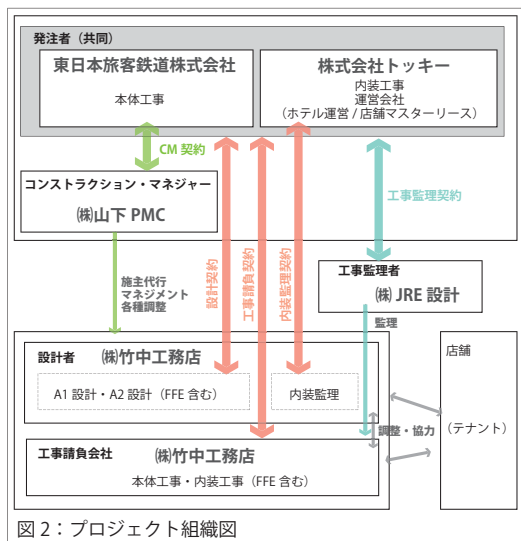 発注者（共同）
東日本旅客鉄道株式会社
本体工事
株式会社トッキー
内装工事
運営会社
（ホテル運営 / 店舗マスターリース）
CM 契約
コンストラクション・マネジャー
㈱山下 PMC
設計契約
工事請負契約
内装監理契約
工事監理契約
施主代行
マネジメント
各種調整
工事監理者
㈱ JRE 設計
監理
設計者
㈱竹中工務店
A1 設計・A2 設計（FFE 含む）
内装監理
店舗
（テナント）
調整・協力
工事請負会社
㈱竹中工務店
本体工事・内装工事（FFE 含む）
図 2：プロジェクト組織図